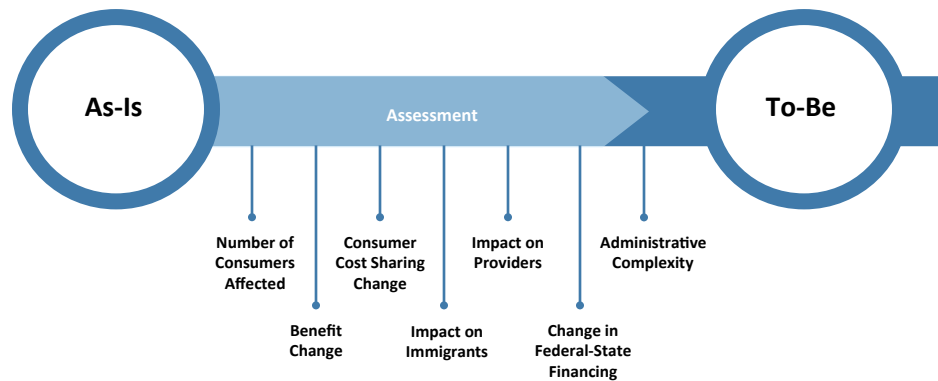 As-Is
Assessment
To-Be
Number of
Consumers
Affected
Consumer
Cost Sharing
Change
Impact on
Providers
Administrative
Complexity
Benefit
Change
Impact on
Immigrants
Change in
Federal-State
Financing